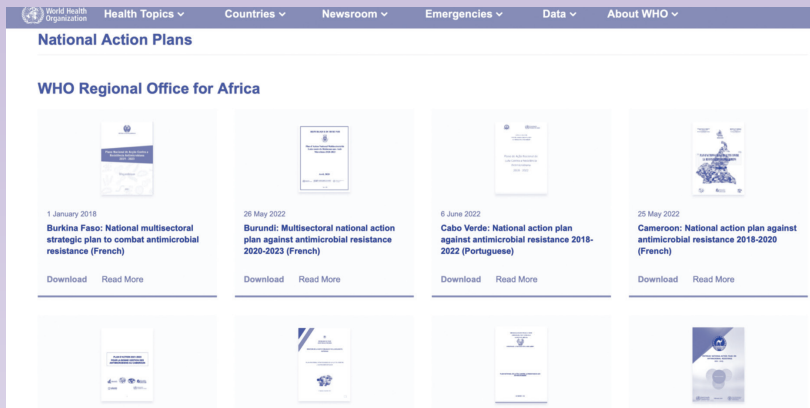 World Health
Organization
Health Topics
Countries
Newsroom
Emergencies
Data
About WHO
National Action Plans
WHO Regional Office for Africa
1 January 2018
Burkina Faso: National multisectoral
strategic plan to combat antimicrobial
resistance (French)
Download Read More
26 May 2022
Burundi: Multisectoral national action
plan against antimicrobial resistance
2020-2023 (French)
Download Read More
6 June 2022
Cabo Verde: National action plan
against antimicrobial resistance 2018-
2022 (Portuguese)
Download Read More
25 May 2022
Cameroon: National action plan against
antimicrobial resistance 2018-2020
(French)
Download Read More